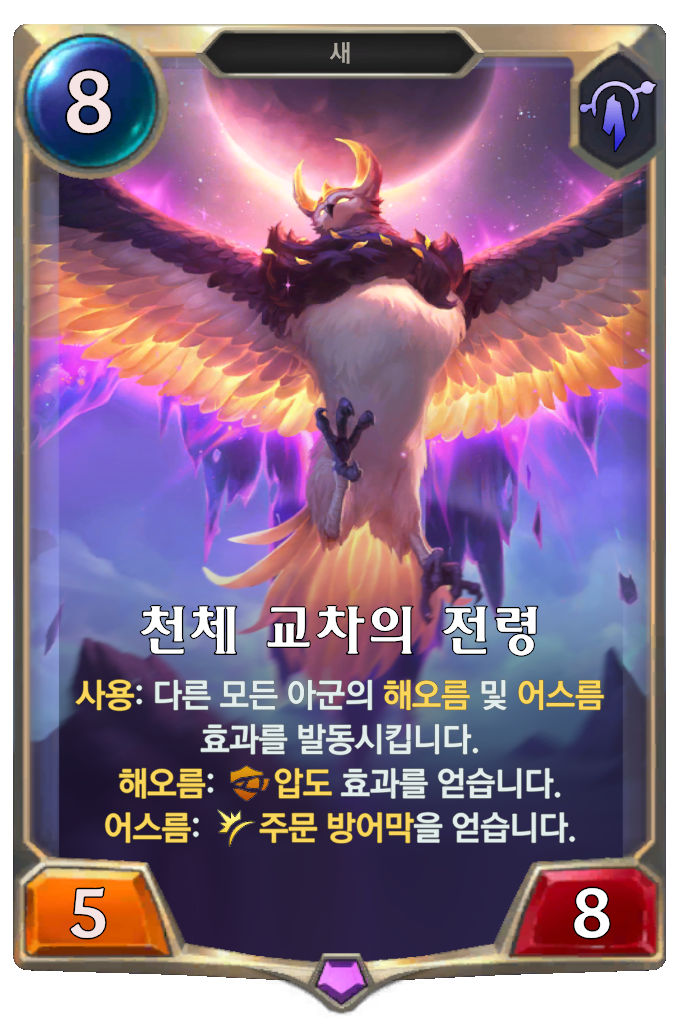 8
새
천체 교차의 전령
사용: 다른 모든 아군의 해오름 및 어스름
효과를 발동시킵니다.
해오름: 압도 효과를 얻습니다.
어스름: 주문 방어막을 얻습니다.
5
8